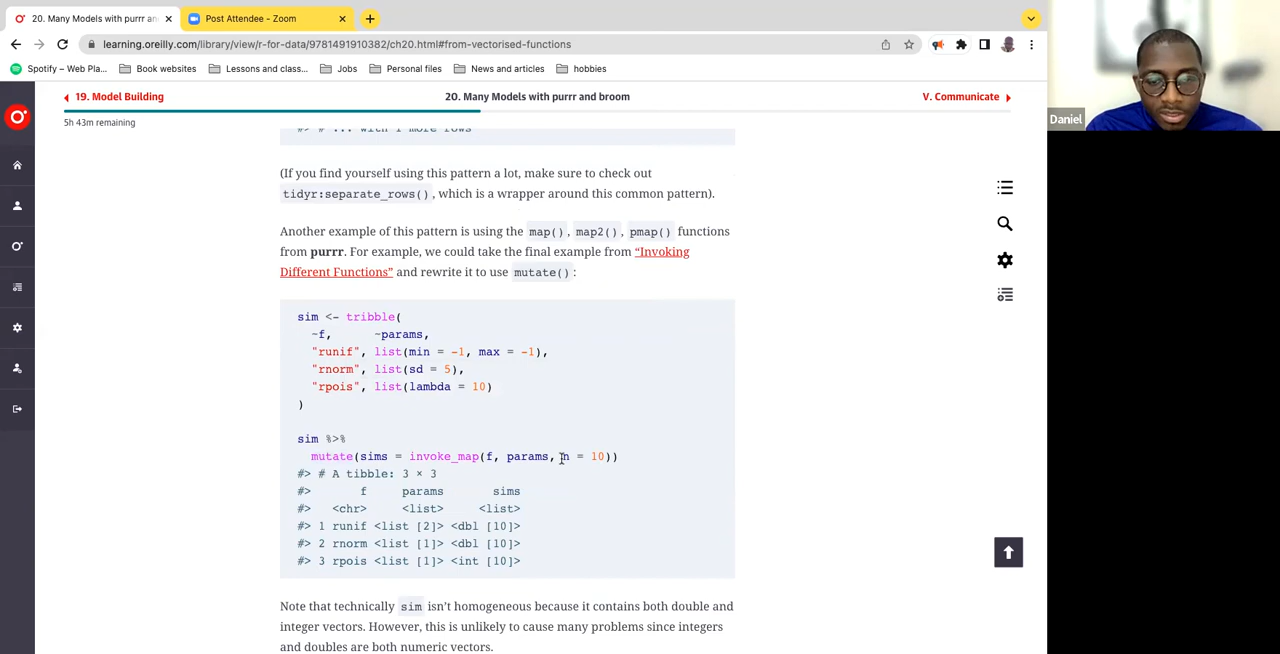 20. Many Models with purrr and
Post Attendee - Zoom
learning.oreilly.com/library/view/r-for-data/9781491910382/ch20.html#from-vectorised-functions
Spotify – Web Pla...
Book websites
Lessons and class...
Jobs
Personal files
News and articles
hobbies
19. Model Building
20. Many Models with purrr and broom
V. Communicate
5h 43m remaining
#> # ... with 1 more rows
(If you find yourself using this pattern a lot, make sure to check out
tidyr:separate_rows(), which is a wrapper around this common pattern).
Another example of this pattern is using the map(), map2(), pmap() functions
from purrr. For example, we could take the final example from “Invoking
Different Functions” and rewrite it to use mutate():
sim <- tribble(
~f, ~params,
"runif", list(min = -1, max = -1),
"rnorm", list(sd = 5),
"rpois", list(lambda = 10)
)
sim %>%
mutate(sims = invoke_map(f, params, n = 10))
#> # A tibble: 3 × 3
#> f params sims
#> <chr> <list> <list>
#> 1 runif <list [2]> <dbl [10]>
#> 2 rnorm <list [1]> <dbl [10]>
#> 3 rpois <list [1]> <int [10]>
Note that technically sim isn’t homogeneous because it contains both double and
integer vectors. However, this is unlikely to cause many problems since integers
and doubles are both numeric vectors.
Daniel